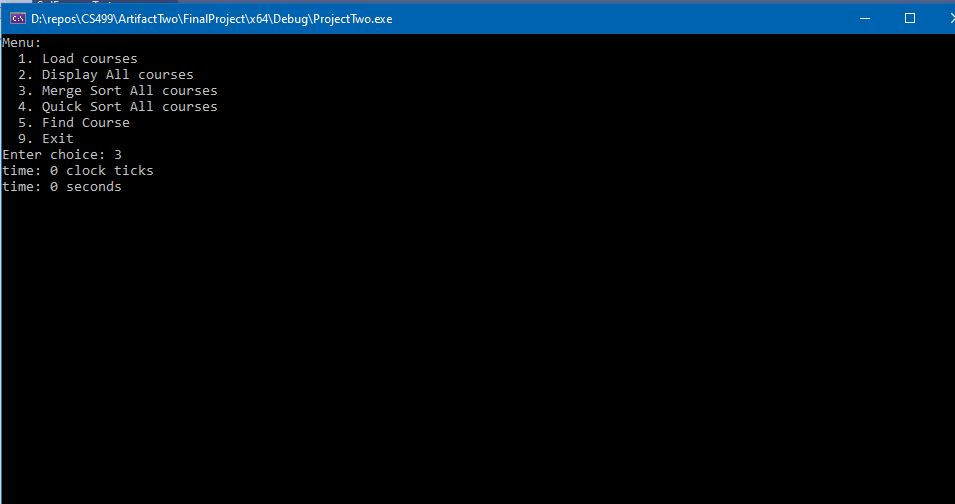 D:\repos\CS499\ArtifactTwo\FinalProject\x64\Debug\ProjectTwo.exe
Menu:
  1. Load courses
  2. Display All courses
  3. Merge Sort All courses
  4. Quick Sort All courses
  5. Find Course
  9. Exit
Enter choice: 3
time: 0 clock ticks
time: 0 seconds